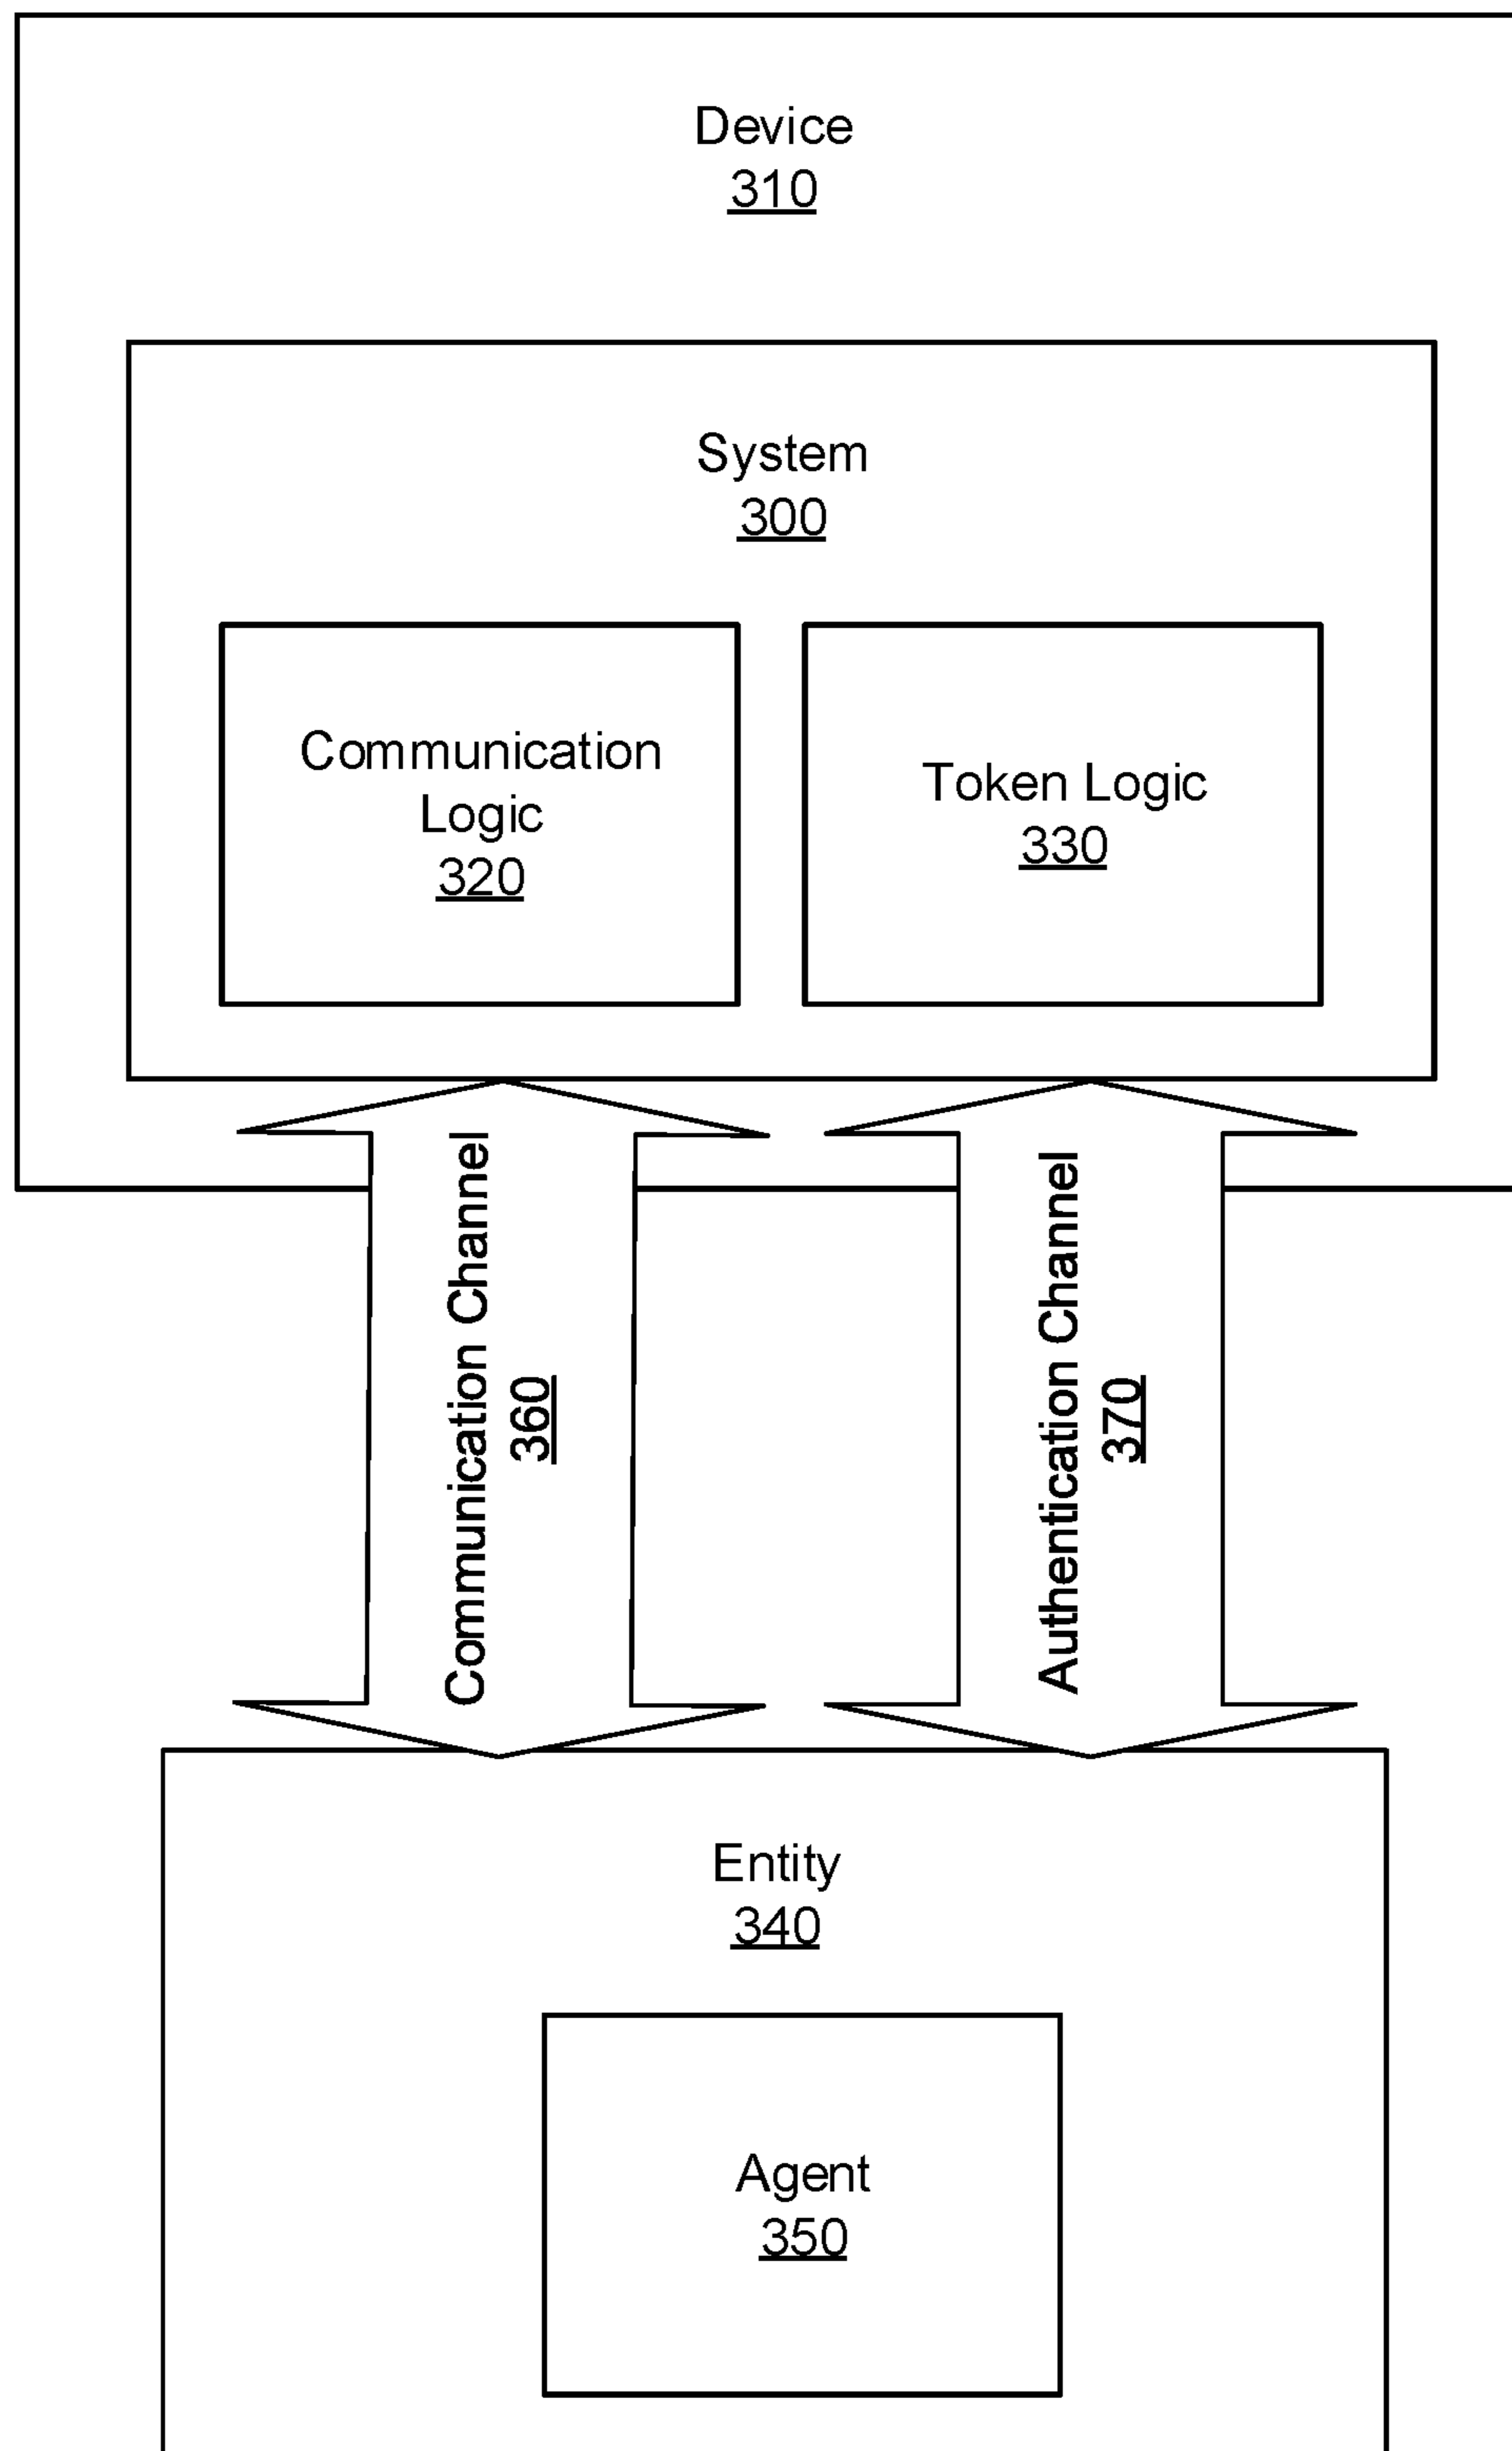 Device
310
System
300
Communication
Logic
320
Token Logic
330
Communication Channel
360
Authentication Channel
370
Entity
340
Agent
350